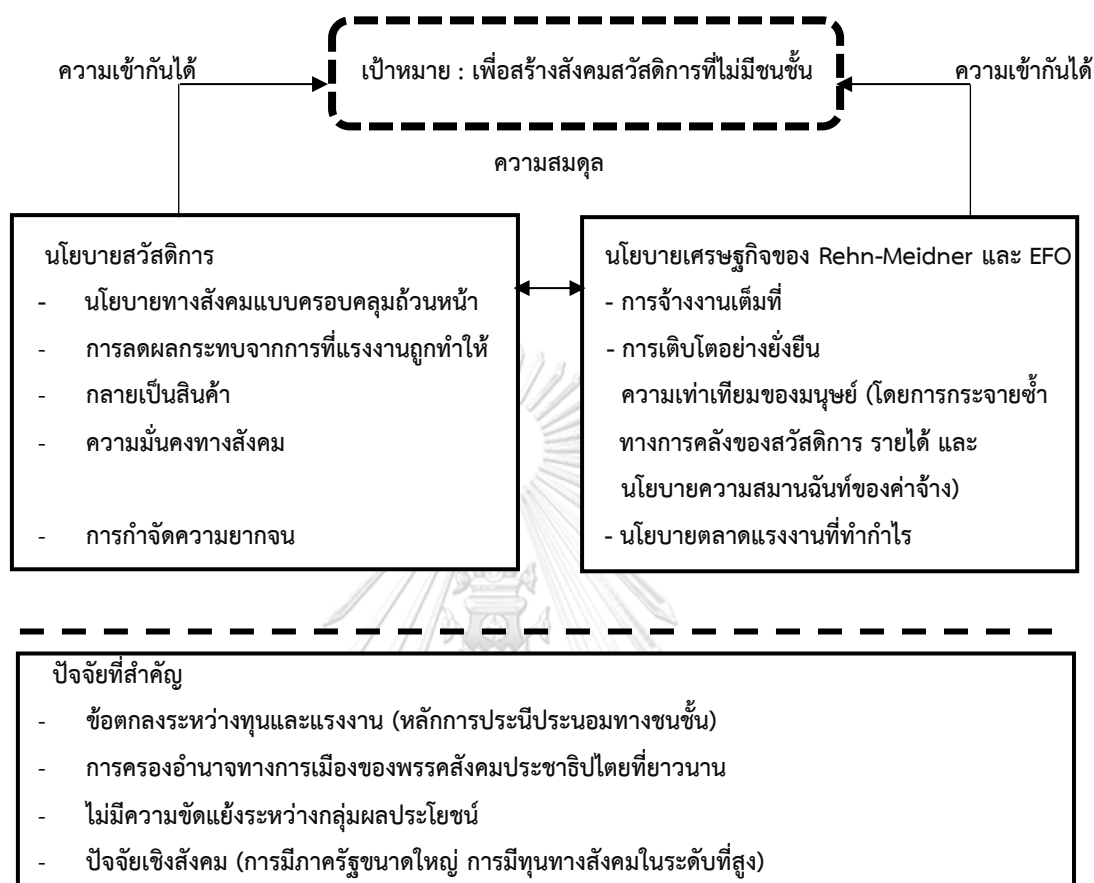 ความเข้ากันได้
เป้าหมาย : เพื่อสร้างสังคมสวัสดิการที่ไม่มีชนชั้น
ความเข้ากันได้
ความสมดุล
นโยบายสวัสดิการ
- นโยบายทางสังคมแบบครอบคลุมถ้วนหน้า
- การลดผลกระทบจากการที่แรงงานถูกทำให้
- กลายเป็นสินค้า
- ความมั่นคงทางสังคม
- การกำจัดความยากจน
นโยบายเศรษฐกิจของ Rehn-Meidner และ EFO
- การจ้างงานเต็มที่
- การเติบโตอย่างยั่งยืน
ความเท่าเทียมของมนุษย์ (โดยการกระจายซ้ำ
ทางการคลังของสวัสดิการ รายได้ และ
นโยบายความสมานฉันท์ของค่าจ้าง)
- นโยบายตลาดแรงงานที่ทำกำไร
ปัจจัยที่สำคัญ
- ข้อตกลงระหว่างทุนและแรงงาน (หลักการประนีประนอมทางชนชั้น)
- การครองอำนาจทางการเมืองของพรรคสังคมประชาธิปไตยที่ยาวนาน
- ไม่มีความขัดแย้งระหว่างกลุ่มผลประโยชน์
- ปัจจัยเชิงสังคม (การมีภาครัฐขนาดใหญ่ การมีทุนทางสังคมในระดับที่สูง)